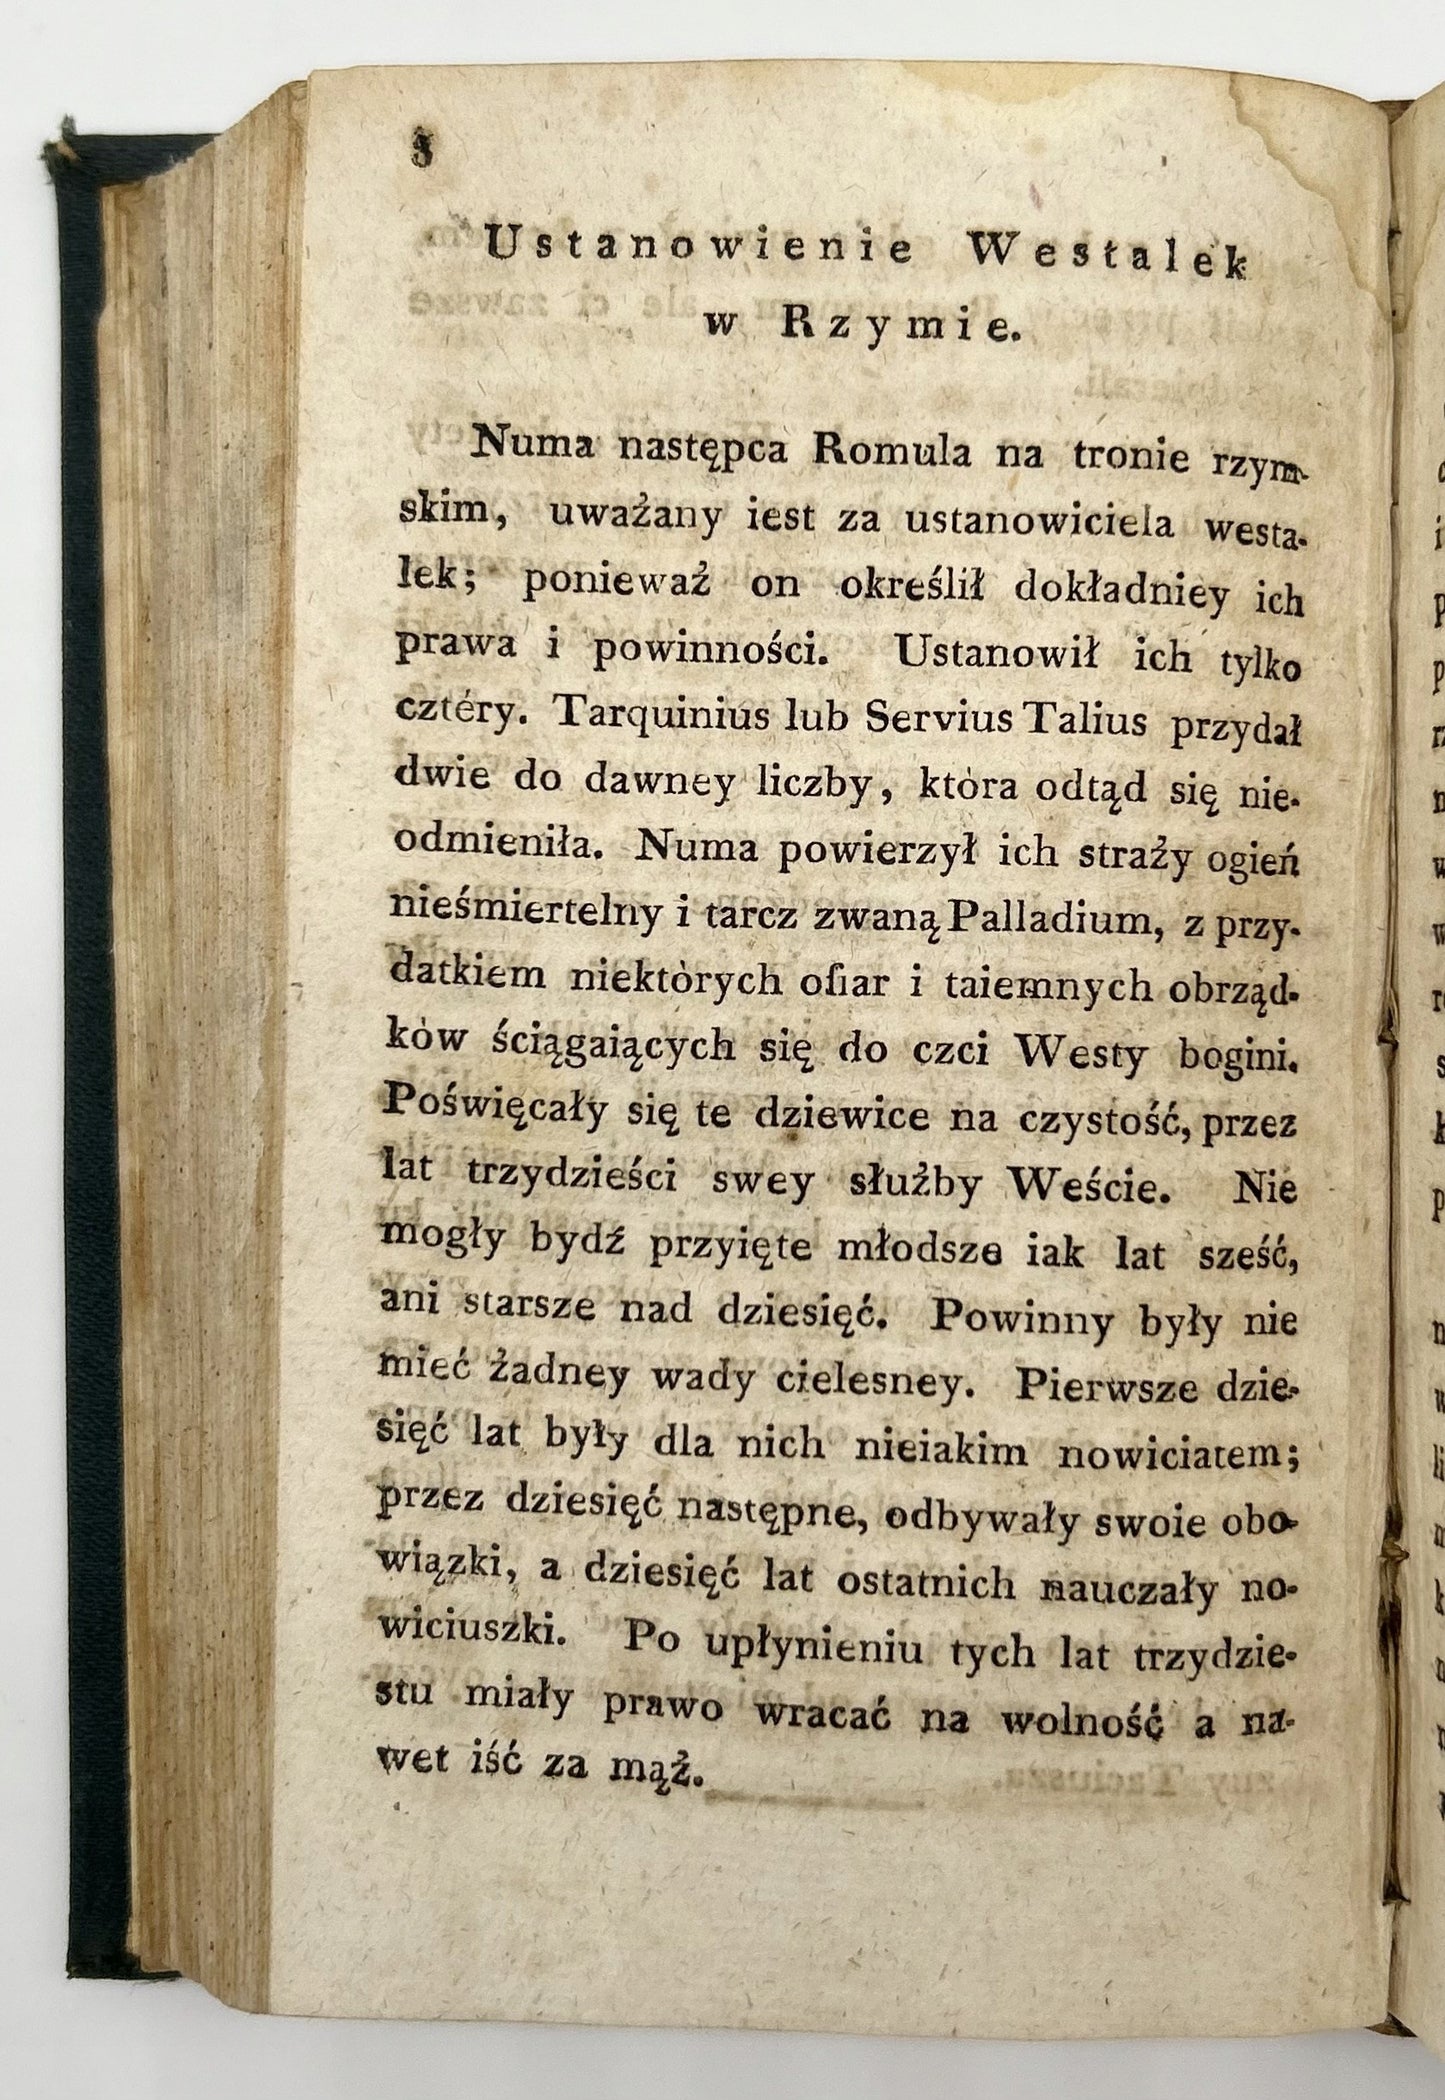 8
Ustanowienie Westalek
w Rzymie.
Numa następca Romula na tronie rzym-
skim, uważany iest za ustanowiciela westa-
lek; ponieważ on określił dokładniey ich
prawa i powinności. Ustanowił ich tylko
cztéry. Tarquinius lub Servius Talius przydał
dwie do dawney liczby, ktòra odtąd się nie-
odmieniła. Numa powierzył ich straży ogień
nieśmiertelny i tarcz zwaną Palladium, z przy-
datkiem niektòrych ofiar i taiemnych obrząd-
kòw ściągaiących się do czci Westy bogini.
Poświęcały się te dziewice na czystość, przez
lat trzydzieści swey służby Weście. Nie
mogły bydź przyięte młodsze iak lat sześć,
ani starsze nad dziesięć. Powinny były nie
mieć żadney wady cielesney. Pierwsze dzie-
sięć lat były dla nich nieiakim nowiciatem;
przez dziesięć następne, odbywały swoie obo-
wiązki, a dziesięć lat ostatnich nauczały no-
wiciuszki. Po upłynieniu tych lat trzydzie-
stu miały prawo wracać na wolność a na-
wet iść za mąż.